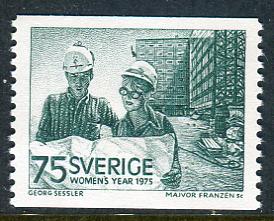 75 SVERIGE
WOMEN'S YEAR 1975
GEORG SESSLER MAJVOR FRANZÉN SC